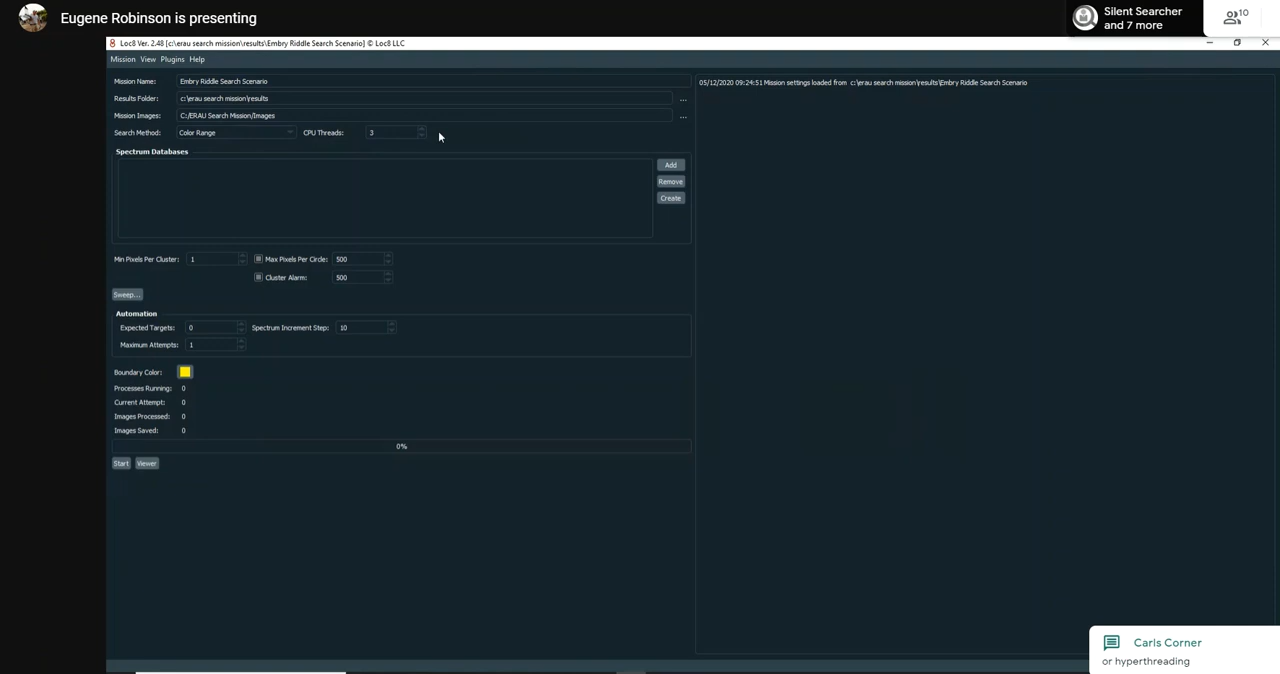 Eugene Robinson is presenting
Silent Searcher
and 7 more
10
Loc8 Ver. 2.48 [c:\erau search mission\results\Embry Riddle Search Scenario] © Loc8 LLC
Mission View Plugins Help
Mission Name: Embry Riddle Search Scenario
Results Folder: c:\erau search mission\results ...
Mission Images: C:/ERAU Search Mission/Images ...
Search Method: Color Range CPU Threads: 3
Spectrum Databases
Add
Remove
Create
Min Pixels Per Cluster: 1 Max Pixels Per Circle: 500
Cluster Alarm: 500
Sweep...
Automation
Expected Targets: 0 Spectrum Increment Step: 10
Maximum Attempts: 1
Boundary Color:
Processes Running: 0
Current Attempt: 0
Images Processed: 0
Images Saved: 0
0%
Start Viewer
05/12/2020 09:24:51 Mission settings loaded from c:\erau search mission\results\Embry Riddle Search Scenario
Carls Corner
or hyperthreading